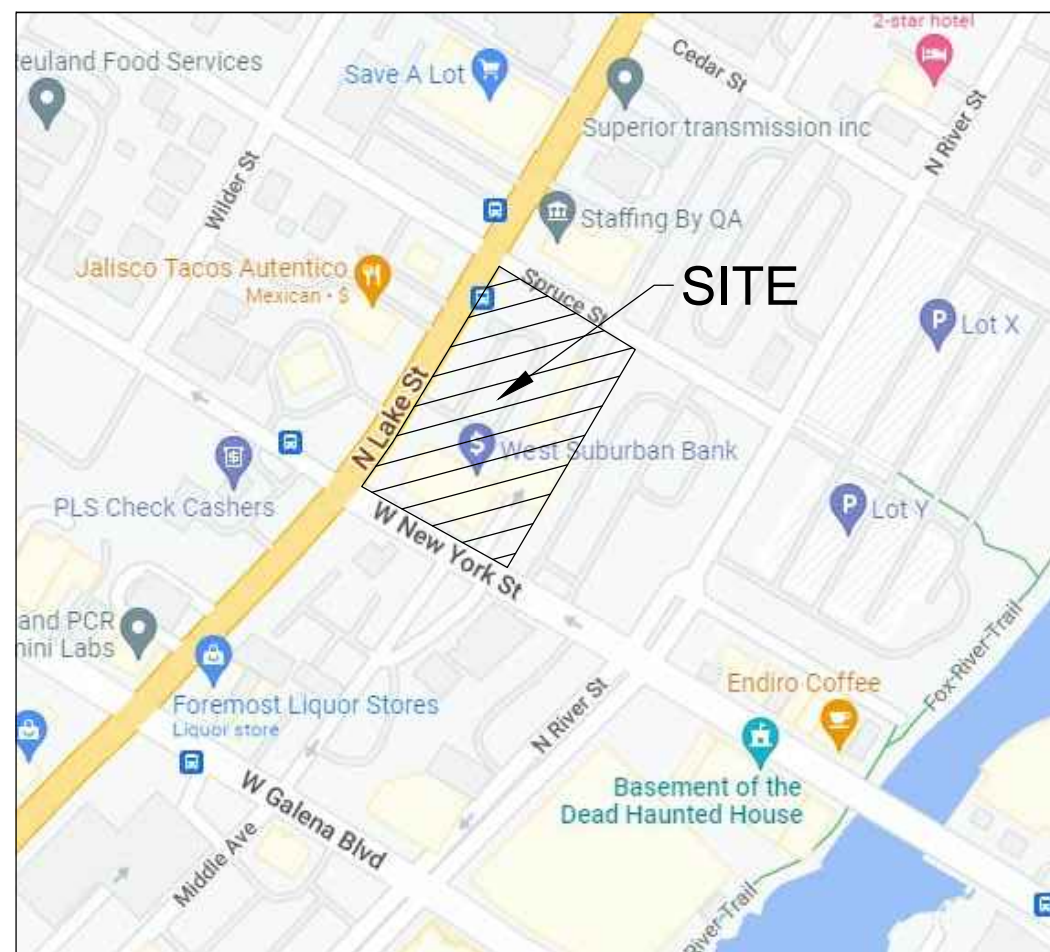 2-star hotel
Cedar St
euland Food Services
Save A Lot
N River St
Superior transmission inc
Wilder St
Staffing By QA
Jalisco Tacos Autentico
Mexican · $
Spruce St
SITE
P
Lot X
N Lake St
$
West Suburban Bank
$
PLS Check Cashers
P
Lot Y
W New York St
and PCR
mini Labs
Fox-River-Trail
Endiro Coffee
Foremost Liquor Stores
Liquor store
N River St
Basement of the
Dead Haunted House
W Galena Blvd
Middle Ave
River-Trail